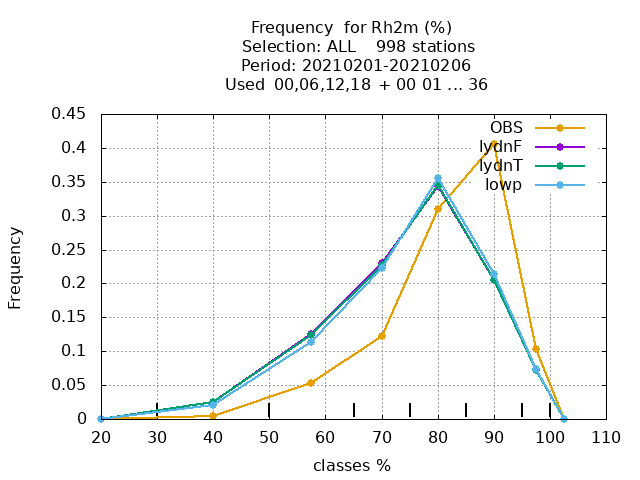 Frequency for Rh2m (%)
Selection: ALL 998 stations
Period: 20210201-20210206
Used 00,06,12,18 + 00 01 ... 36
0.45
0.4
0.35
0.3
0.25
0.2
0.15
0.1
0.05
0
Frequency
OBS
lydnF
lydnT
lowp
20 30 40 50 60 70 80 90 100 110
classes %